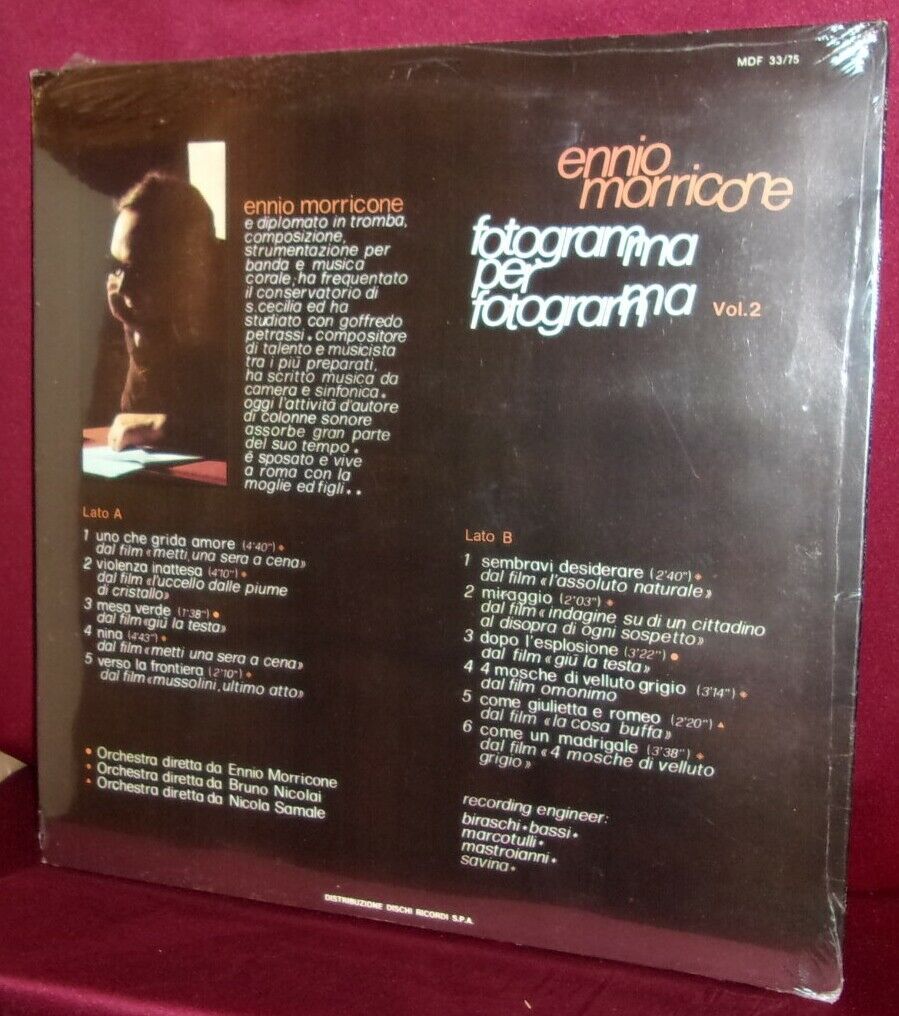 MDF 33/75
ennio
morricone
fotogramma
per
fotogramma Vol.2
ennio morricone
e diplomato in tromba,
composizione,
strumentazione per
banda e musica
corale; ha frequentato
il conservatorio di
s.cecilia ed ha
studiato con goffredo
petrassi. compositore
di talento e musicista
tra i più preparati,
ha scritto musica da
camera e sinfonica.
oggi l'attività d'autore
di colonne sonore
assorbe gran parte
del suo tempo.
é sposato e vive
a roma con la
moglie ed figli..
Lato A
1 uno che grida amore (4'40")
dal film «metti una sera a cena»
2 violenza inattesa (4'10")
dal film «l'uccello dalle piume
di cristallo»
3 mesa verde (1'38")
dal film «giù la testa»
4 nina (4'43")
dal film «metti una sera a cena»
5 verso la frontiera (2'10")
dal film «mussolini, ultimo atto»
Orchestra diretta da Ennio Morricone
Orchestra diretta da Bruno Nicolai
Orchestra diretta da Nicola Samale
Lato B
1 sembravi desiderare (2'40")
dal film «l'assoluto naturale»
2 miraggio (2'03")
dal film «indagine su di un cittadino
al disopra di ogni sospetto»
3 dopo l'esplosione (3'22")
dal film «giù la testa»
4 4 mosche di velluto grigio (3'14")
dal film omonimo
5 come giulietta e romeo (2'20")
dal film «la cosa buffa»
6 come un madrigale (3'38")
dal film «4 mosche di velluto
grigio»
recording engineer:
biraschi•bassi•
marcotulli•
mastroianni•
savina•
DISTRIBUZIONE DISCHI RICORDI S.P.A.